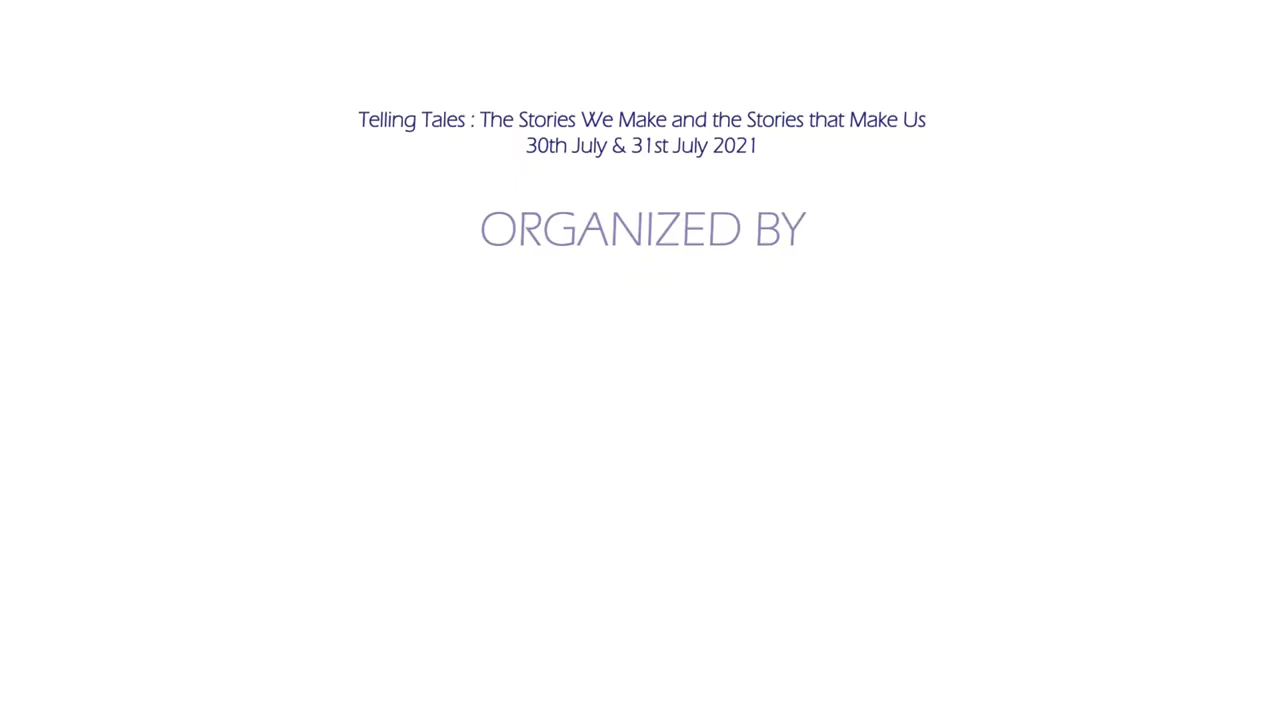 Telling Tales : The Stories We Make and the Stories that Make Us
30th July & 31st July 2021
ORGANIZED BY